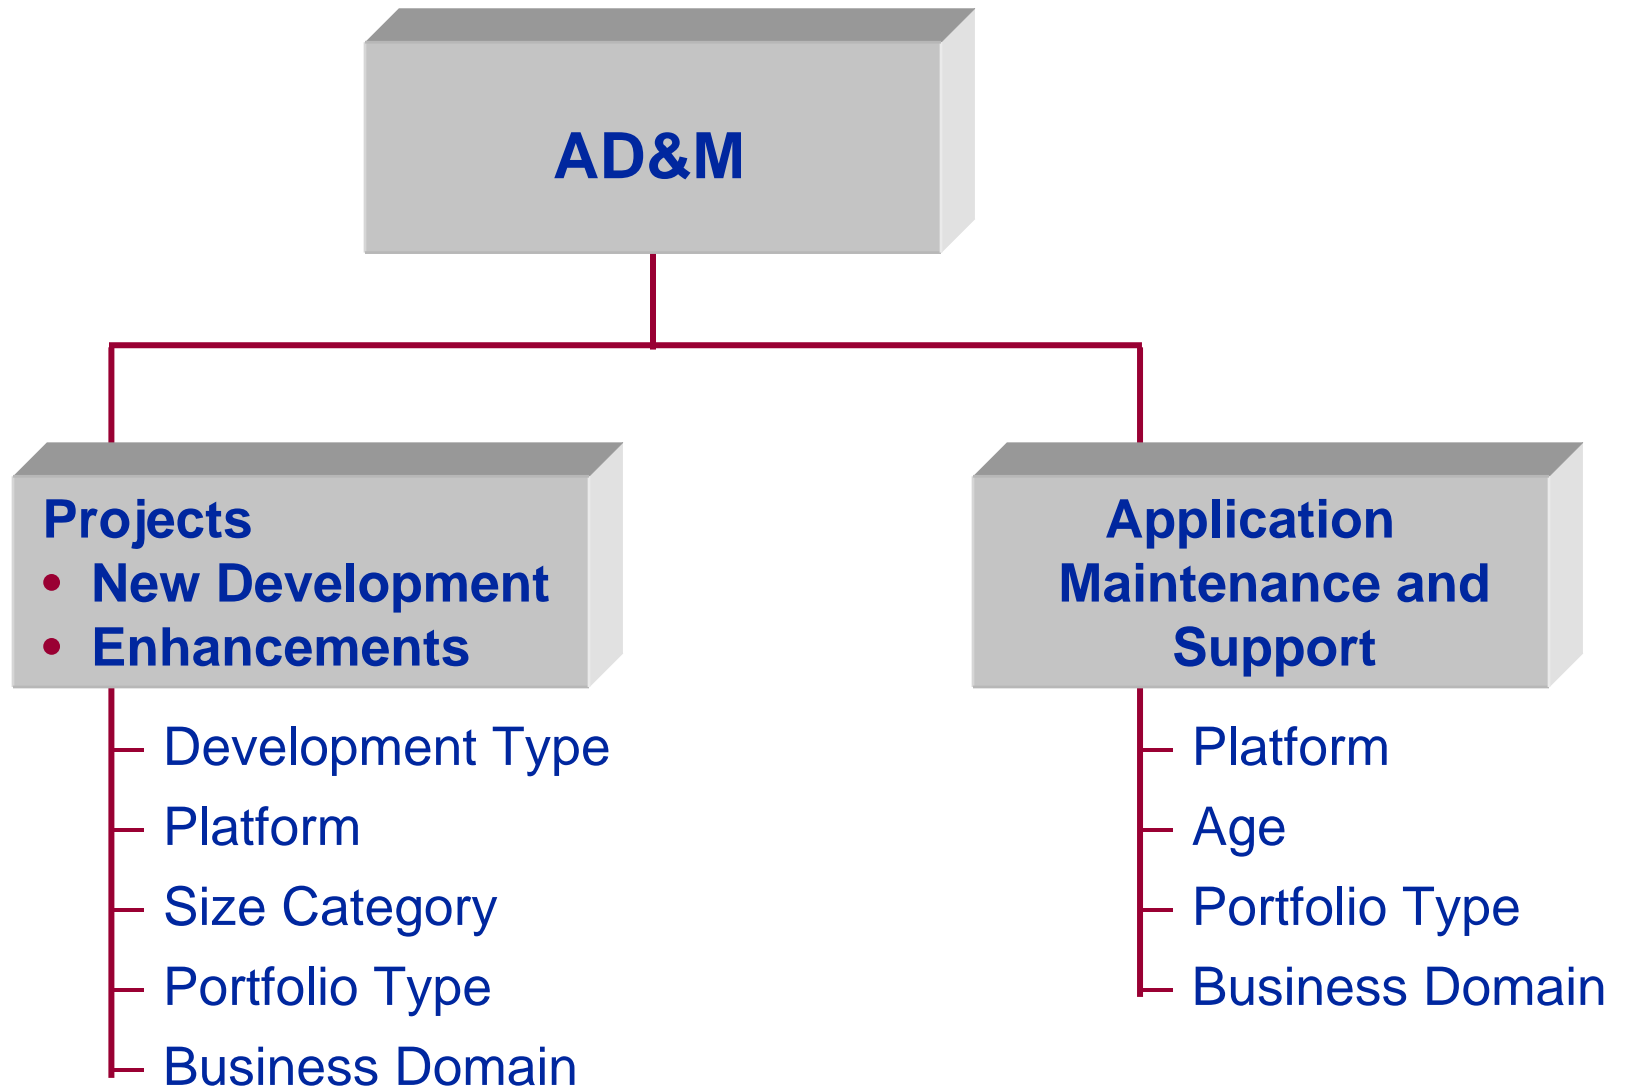 AD&M
Projects
• New Development
• Enhancements
Development Type
Platform
Size Category
Portfolio Type
Business Domain
Application
Maintenance and
Support
Platform
Age
Portfolio Type
Business Domain